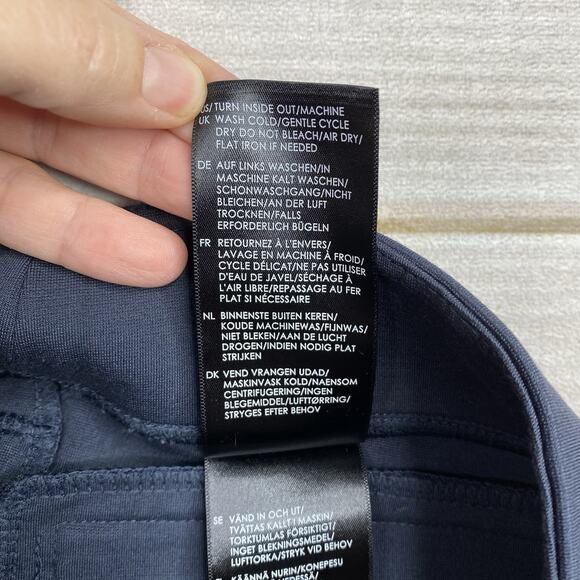 US/ TURN INSIDE OUT/MACHINE
UK WASH COLD/GENTLE CYCLE
DRY DO NOT BLEACH/AIR DRY/
FLAT IRON IF NEEDED
DE AUF LINKS WASCHEN/IN
MASCHINE KALT WASCHEN/
SCHONWASCHGANG/NICHT
BLEICHEN/AN DER LUFT
TROCKNEN/FALLS
ERFORDERLICH BÜGELN
FR RETOURNEZ À L'ENVERS/
LAVAGE EN MACHINE À FROID/
CYCLE DÉLICAT/NE PAS UTILISER
D'EAU DE JAVEL/SÉCHAGE À
L'AIR LIBRE/REPASSAGE AU FER
PLAT SI NÉCESSAIRE
NL BINNENSTE BUITEN KEREN/
KOUDE MACHINEWAS/FIJNWAS/
NIET BLEKEN/AAN DE LUCHT
DROGEN/INDIEN NODIG PLAT
STRIJKEN
DK VEND VRANGEN UDAD/
MASKINVASK KOLD/NAENSOM
CENTRIFUGERING/INGEN
BLEGEMIDDEL/LUFTTØRRING/
STRYGES EFTER BEHOV
SE VÄND IN OCH UT/
TVÄTTAS KALLT I MASKIN/
TORKTUMLAS FÖRSIKTIGT/
INGET BLEKNINGSMEDEL/
LUFTTORKA/STRYK VID BEHOV
KÄÄNNÄ NURIN/KONEPESU